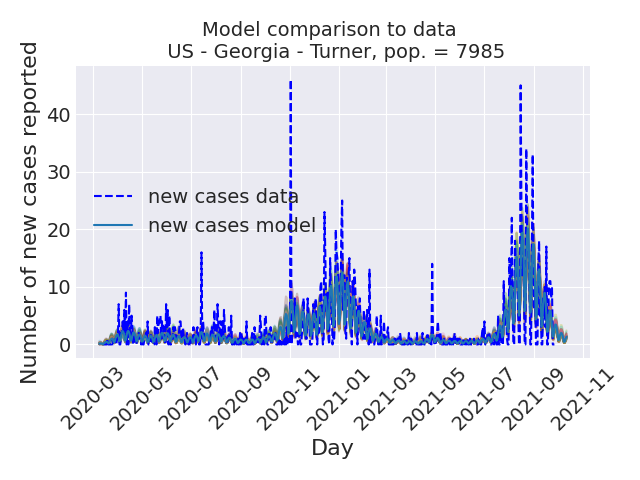 Model comparison to data
US - Georgia - Turner, pop. = 7985
Number of new cases reported
40
30
20
10
0
new cases data
new cases model
2020-03
2020-05
2020-07
2020-09
2020-11
2021-01
2021-03
2021-05
2021-07
2021-09
2021-11
Day